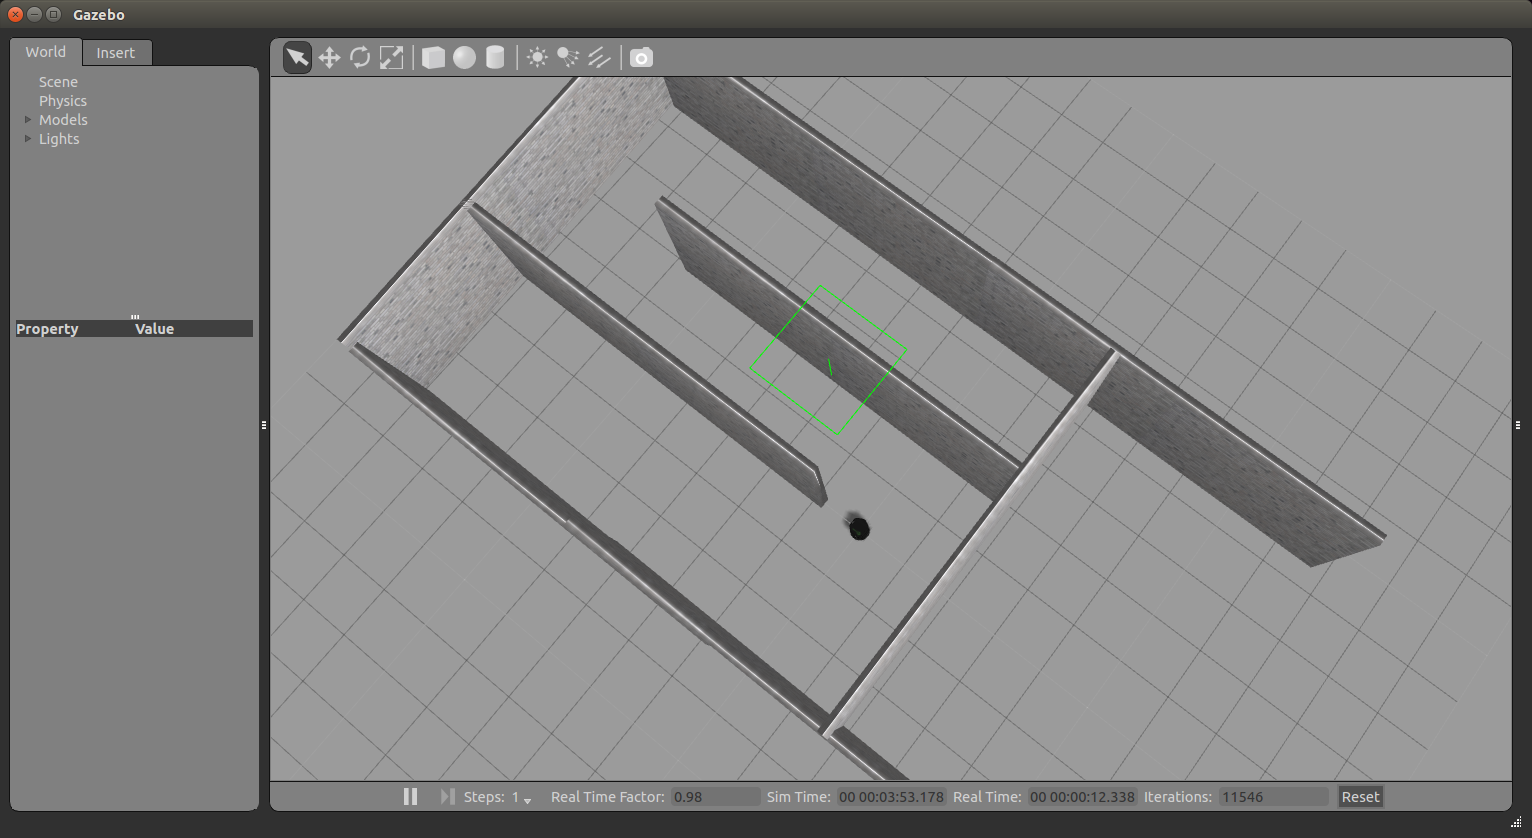 Gazebo
World Insert
Scene
Physics
Models
Lights
Property Value
Steps: 1 Real Time Factor: 0.98 Sim Time: 00 00:03:53.178 Real Time: 00 00:00:12.338 Iterations: 11546 Reset